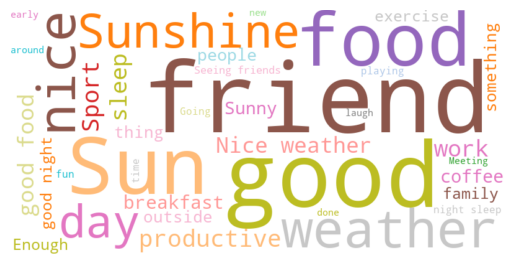 early
new
Sunshine
food
exercise
around
nice
people
Seeing friends
playing
something
Sport
sleep
friend
good food
Going
Sunny
laugh
thing
good night
Sun
good
Nice weather
work
Meeting
fun
time
coffee
breakfast
family
day
outside
done
weather
night sleep
Enough
productive